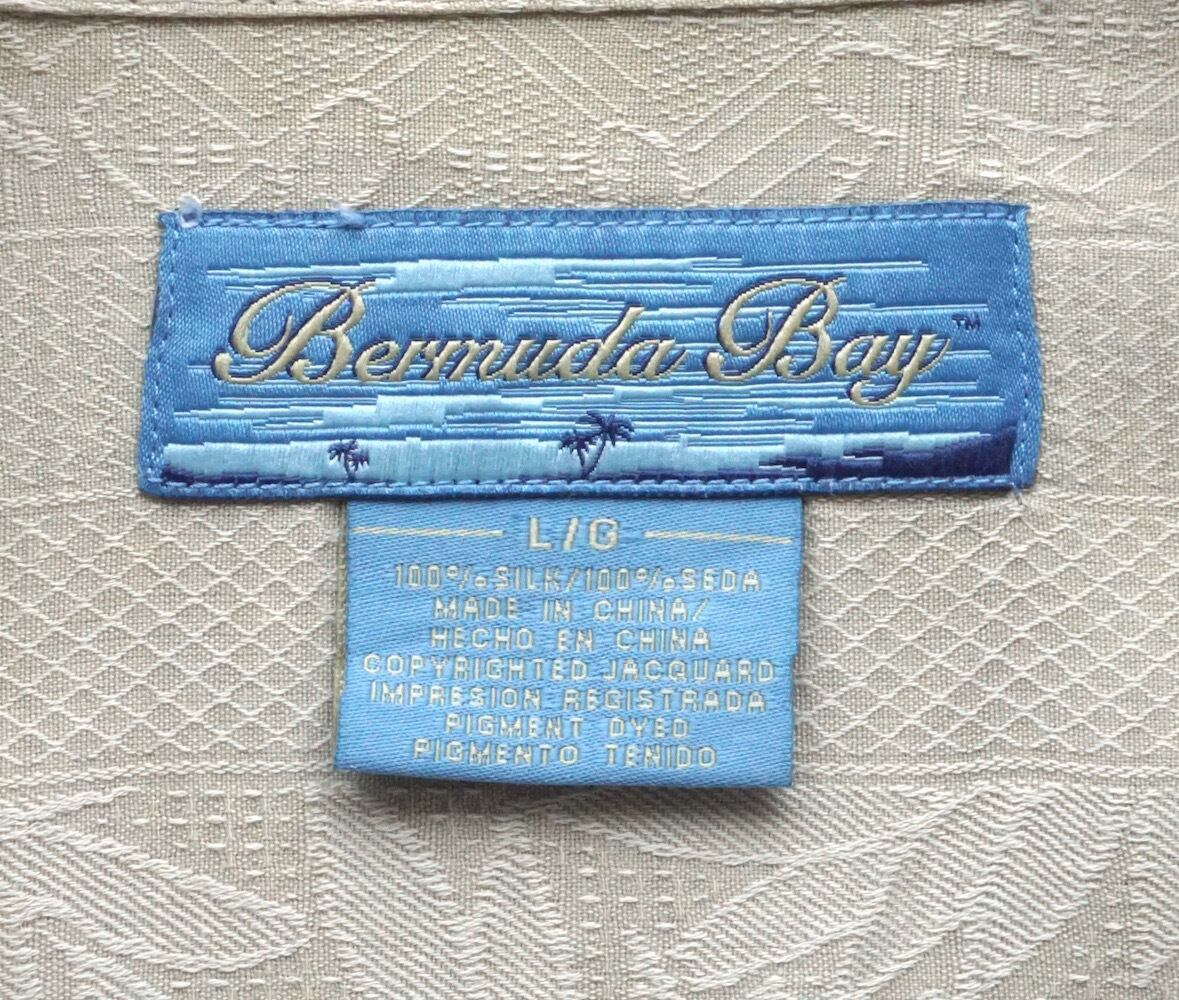 Bermuda Bay™
L/G
100% SILK/100% SEDA
MADE IN CHINA/
HECHO EN CHINA
COPYRIGHTED JACQUARD
IMPRESION REGISTRADA
PIGMENT DYED
PIGMENTO TENIDO